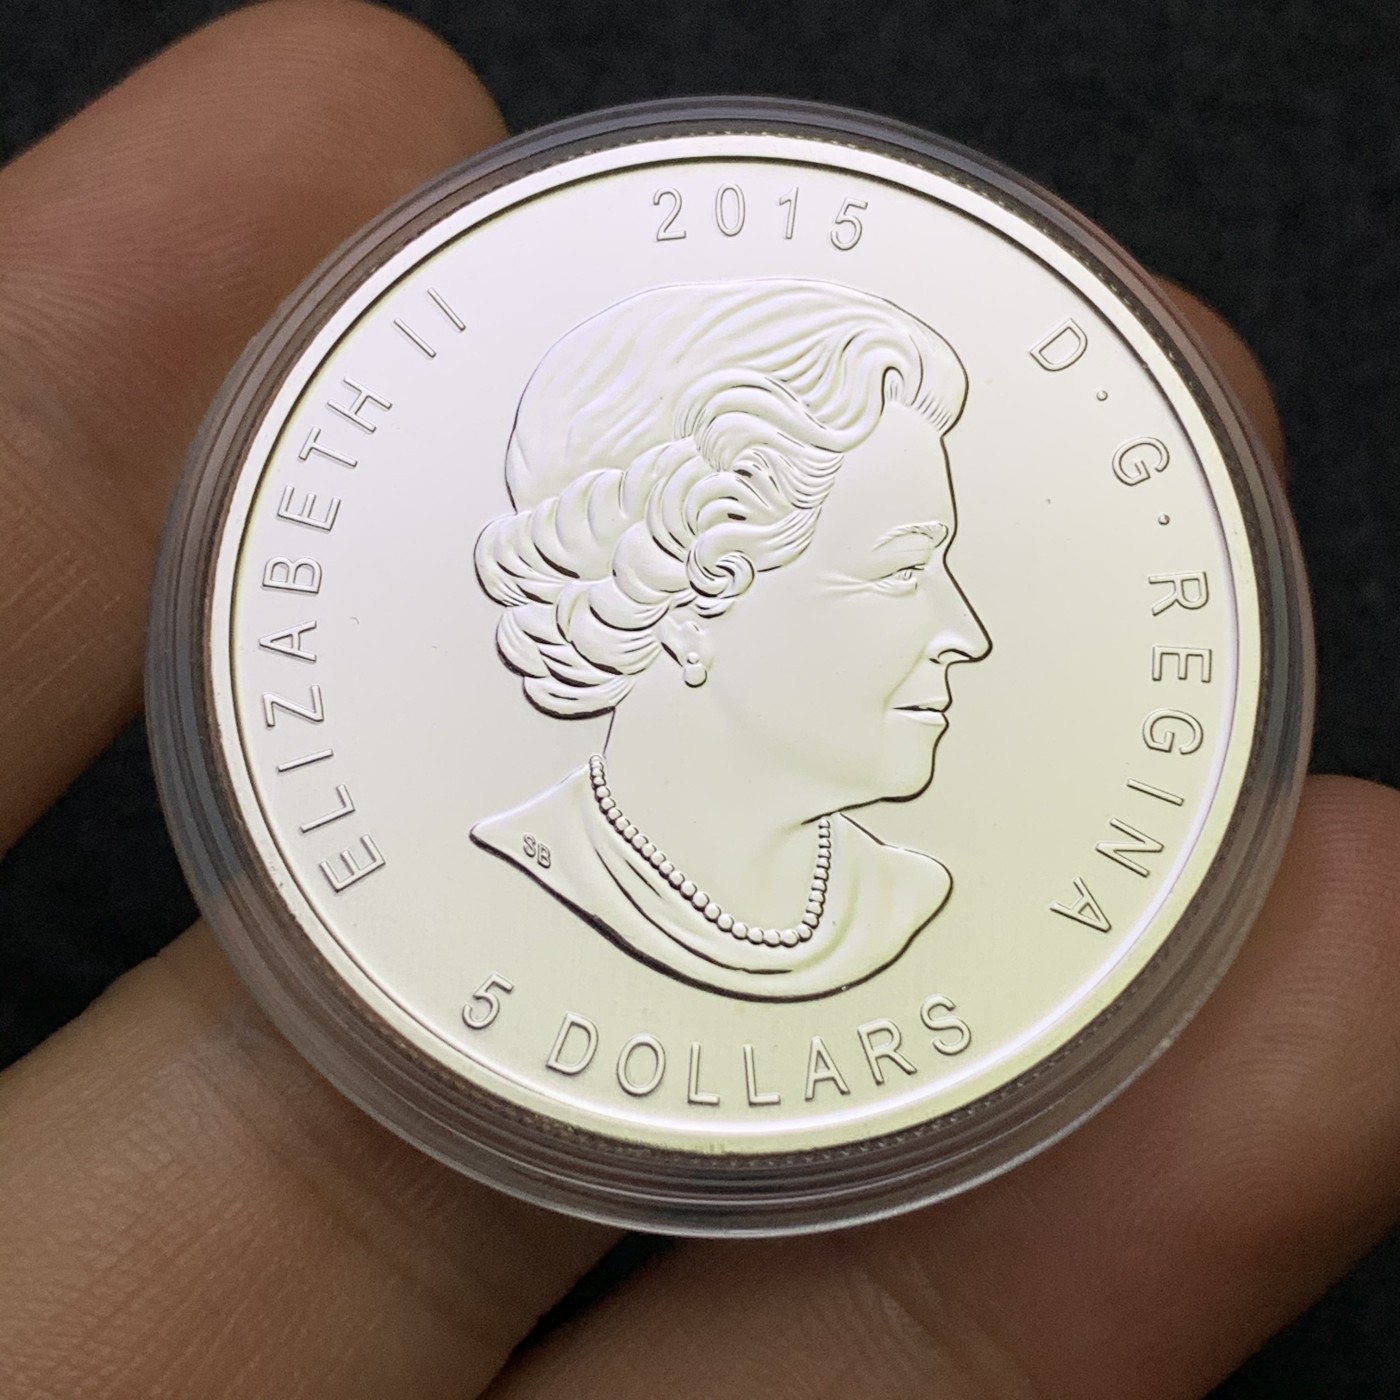 2015
ELIZABETH II
D·G·REGINA
SB
5 DOLLARS